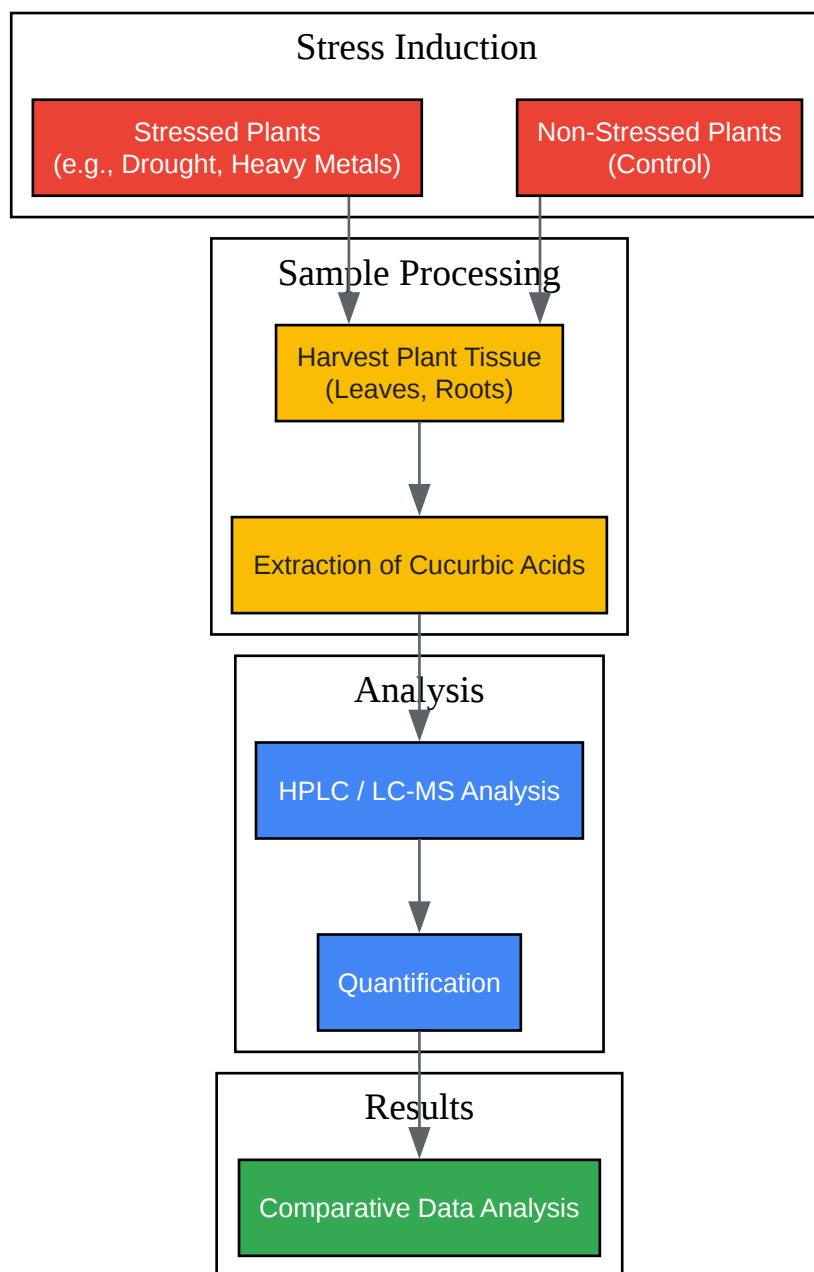 Stress Induction
Stressed Plants
(e.g., Drought, Heavy Metals)
Non-Stressed Plants
(Control)
Sample Processing
Harvest Plant Tissue
(Leaves, Roots)
Extraction of Cucurbic Acids
Analysis
HPLC / LC-MS Analysis
Quantification
Results
Comparative Data Analysis